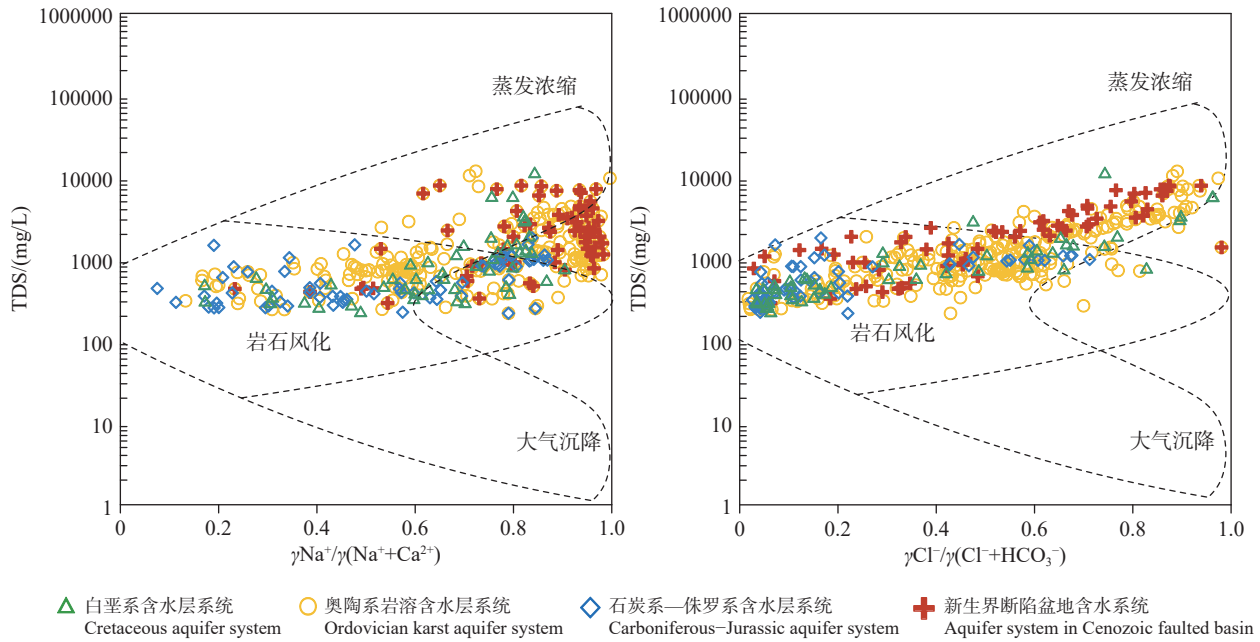 1000000
100000
10000
1000
100
10
1
TDS/(mg/L)
蒸发浓缩
岩石风化
大气沉降
0
0.2
0.4
0.6
0.8
1.0
γNa⁺/γ(Na⁺+Ca²⁺)
1000000
100000
10000
1000
100
10
1
TDS/(mg/L)
蒸发浓缩
岩石风化
大气沉降
0
0.2
0.4
0.6
0.8
1.0
γCl⁻/γ(Cl⁻+HCO₃⁻)
白垩系含水层系统
Cretaceous aquifer system
奥陶系岩溶含水层系统
Ordovician karst aquifer system
石炭系—侏罗系含水层系统
Carboniferous−Jurassic aquifer system
新生界断陷盆地含水系统
Aquifer system in Cenozoic faulted basin